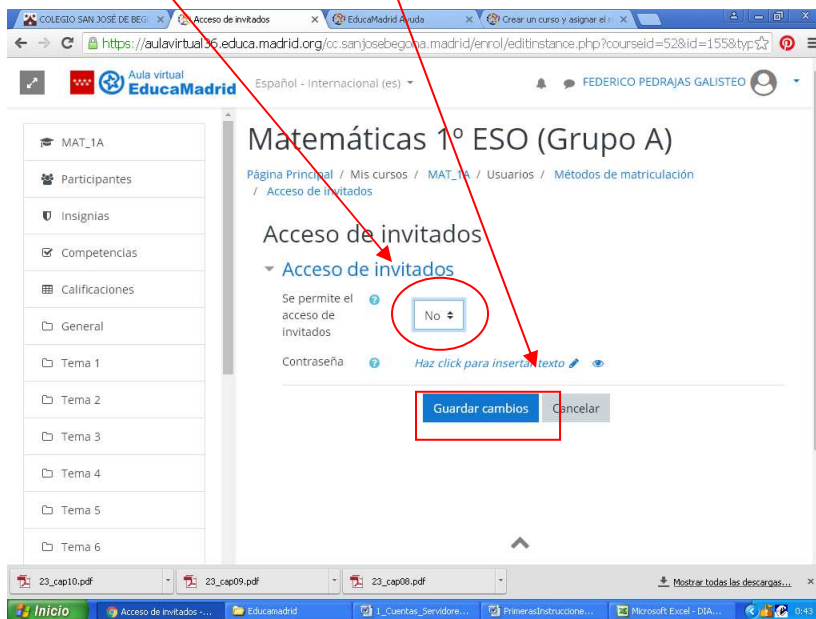 COLEGIO SAN JOSÉ DE BEG
Acceso de invitados
EducaMadrid Ayuda
Crear un curso y asignar el
https://aulavirtual36.educa.madrid.org/cc.sanjosebegona.madrid/enrol/editinstance.php?courseid=52&id=155&typ
Aula virtual
EducaMadrid
Español - Internacional (es)
FEDERICO PEDRAJAS GALISTEO
MAT_1A
Participantes
Insignias
Competencias
Calificaciones
General
Tema 1
Tema 2
Tema 3
Tema 4
Tema 5
Tema 6
Matemáticas 1º ESO (Grupo A)
Página Principal / Mis cursos / MAT_1A / Usuarios / Métodos de matriculación
/ Acceso de invitados
Acceso de invitados
Acceso de invitados
Se permite el
acceso de
invitados
No
Contraseña
Haz click para insertar texto
Guardar cambios
Cancelar
23_cap10.pdf
23_cap09.pdf
23_cap08.pdf
Mostrar todas las descargas...
Inicio
Acceso de invitados -...
Educamadrid
1_Cuentas_Servidore...
PrimerasInstruccione...
Microsoft Excel - DIA...
0:43